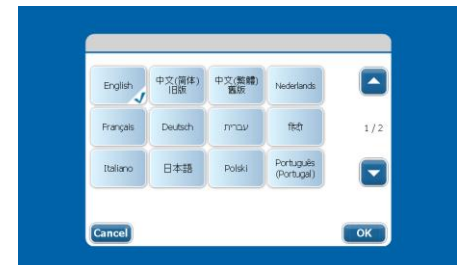 English
中文(简体)
旧版
中文(繁體)
舊版
Nederlands
Français
Deutsch
עברית
हिंदी
1 / 2
Italiano
日本語
Polski
Português
(Portugal)
Cancel
OK